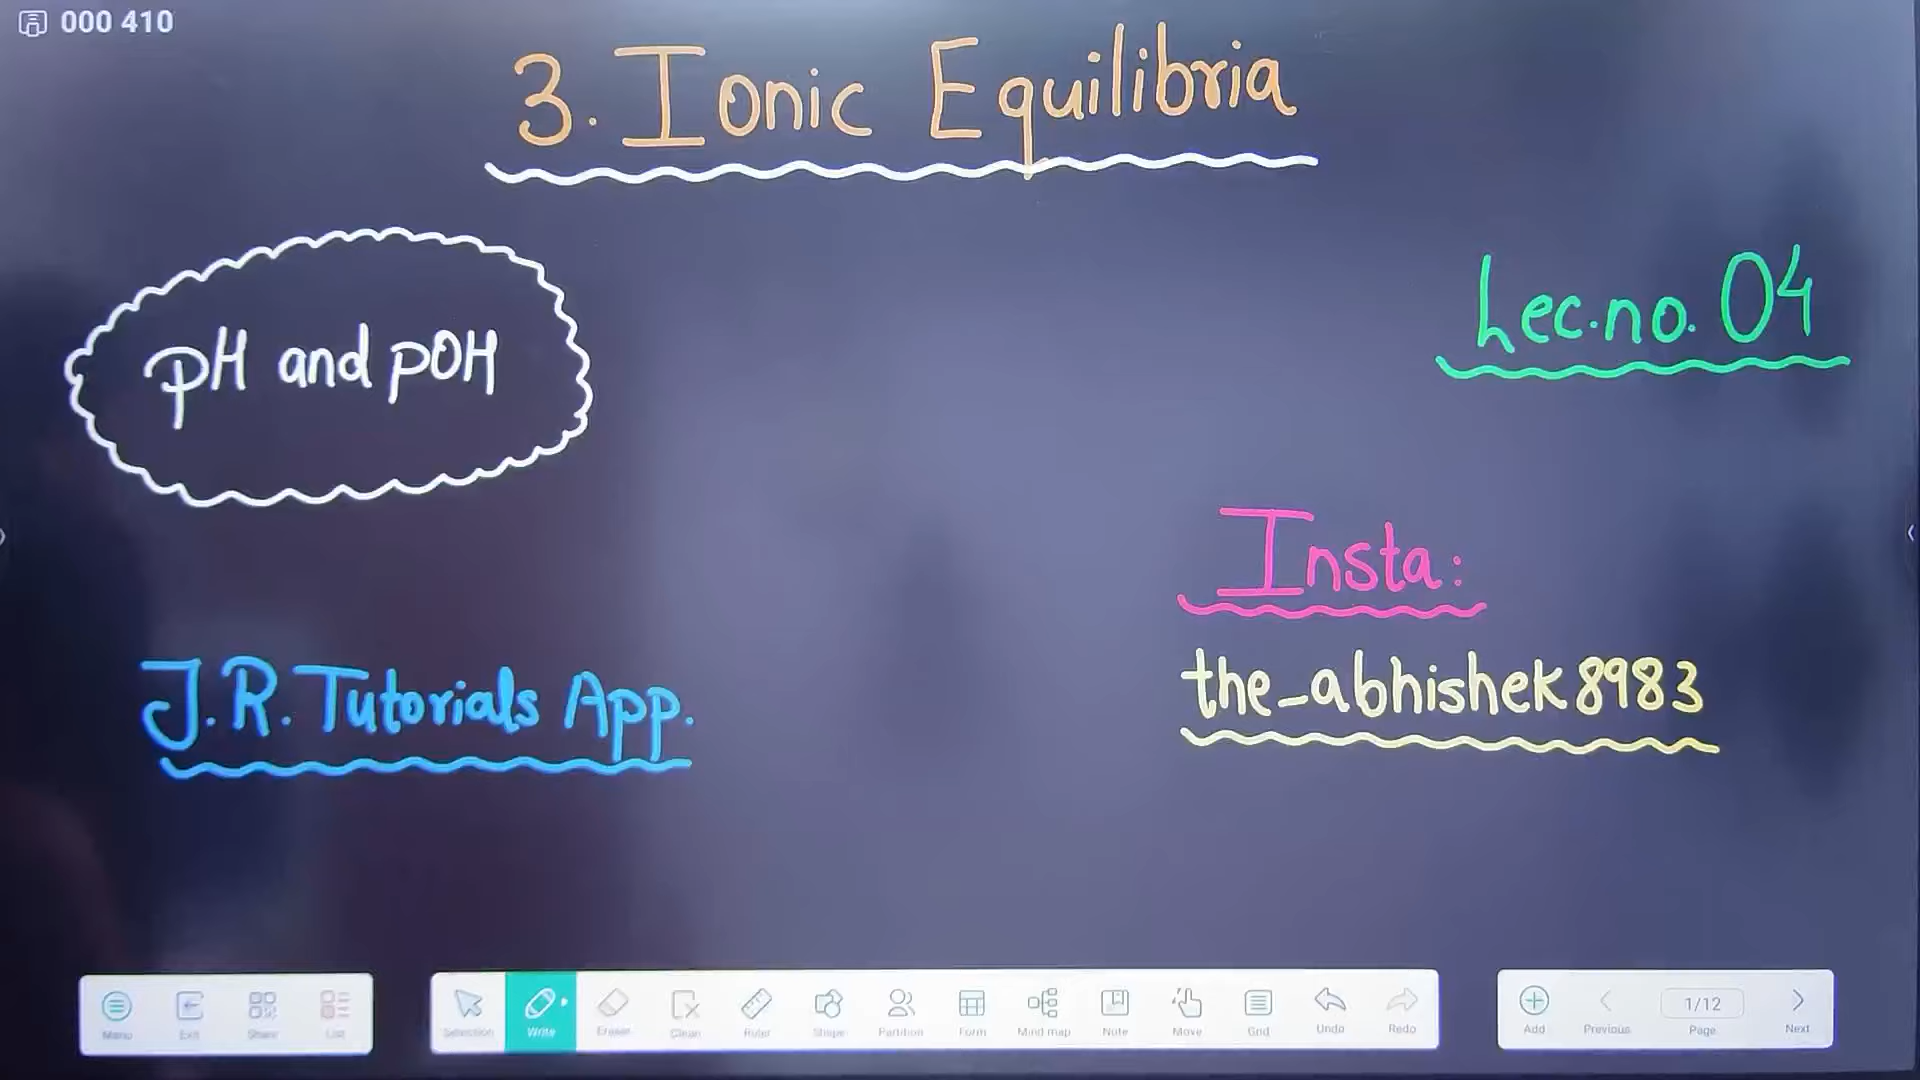 000 410
3. Ionic Equilibria
Lec.no. 04
pH and pOH
Insta:
the_abhishek8983
J.R. Tutorials App.
Menu Exit Share List Selection Write Eraser Clean Ruler Shape Partition Form Mind map Note Move Grid Undo Redo Add Previous 1/12 Page Next